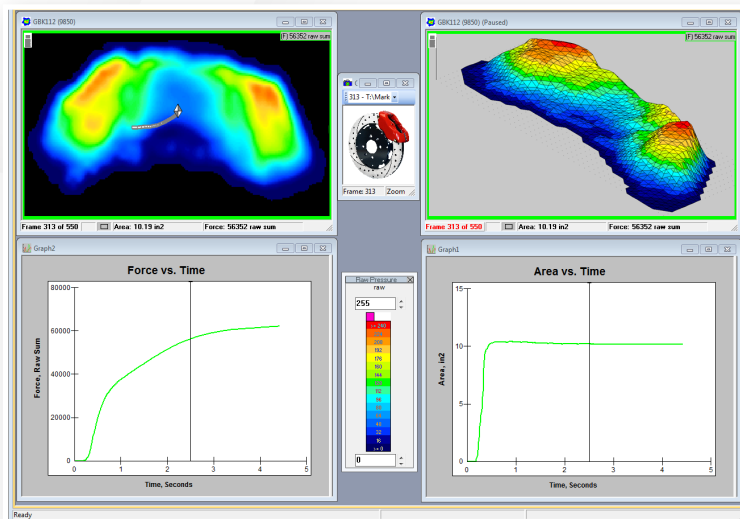 GBK112 (9850)
(F) 56352 raw sum
Frame 313 of 550
Area: 10.19 in2
Force: 56352 raw sum
313 - T:\Mark
Frame: 313
Zoom
GBK112 (9850) (Paused)
(F) 56352 raw sum
Frame 313 of 550
Area: 10.19 in2
Force: 56352 raw sum
Graph2
Force vs. Time
80000
60000
40000
20000
0
Force, Raw Sum
0 1 2 3 4 5
Time, Seconds
Raw Pressure
raw
255
>= 240
208
192
176
160
144
96
48
32
16
>= 0
0
Graph1
Area vs. Time
15
10
5
0
Area, in2
0 1 2 3 4 5
Time, Seconds
Ready